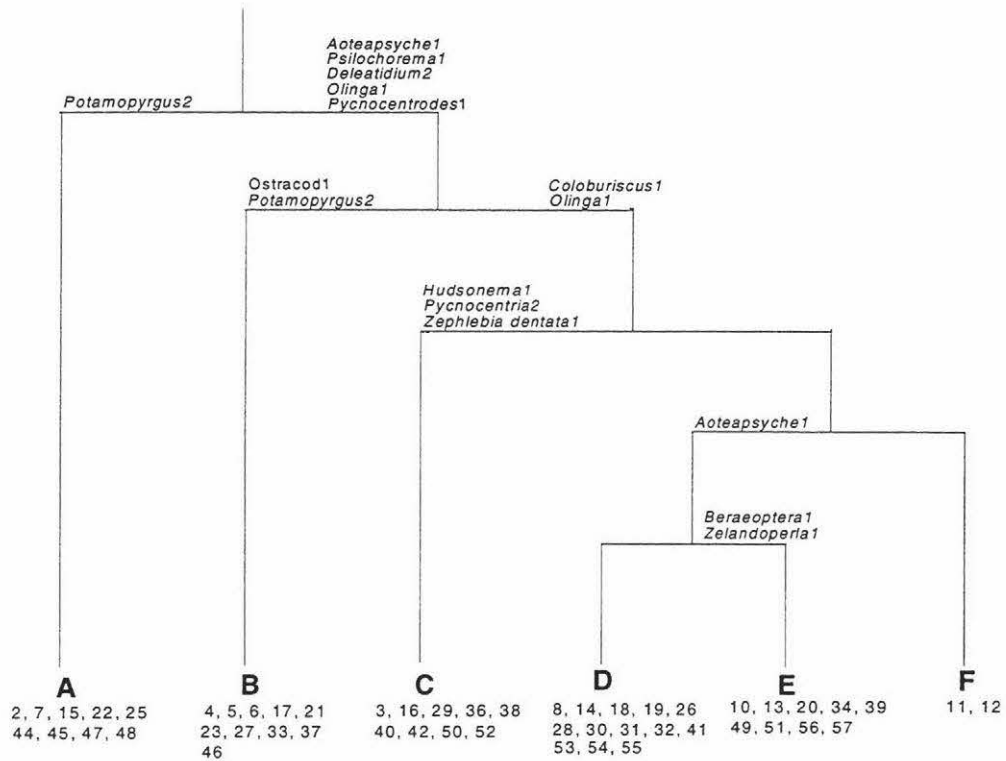 Aoteapsyche1
Psilochorema1
Deleatidium2
Olinga1
Potamopyrgus2
Pycnocentrodes1
Ostracod1
Potamopyrgus2
Coloburiscus1
Olinga1
Hudsonema1
Pycnocentria2
Zephlebia dentata1
Aoteapsyche1
Beraeoptera1
Zelandoperla1
A
2, 7, 15, 22, 25
44, 45, 47, 48
B
4, 5, 6, 17, 21
23, 27, 33, 37
46
C
3, 16, 29, 36, 38
40, 42, 50, 52
D
8, 14, 18, 19, 26
28, 30, 31, 32, 41
53, 54, 55
E
10, 13, 20, 34, 39
49, 51, 56, 57
F
11, 12